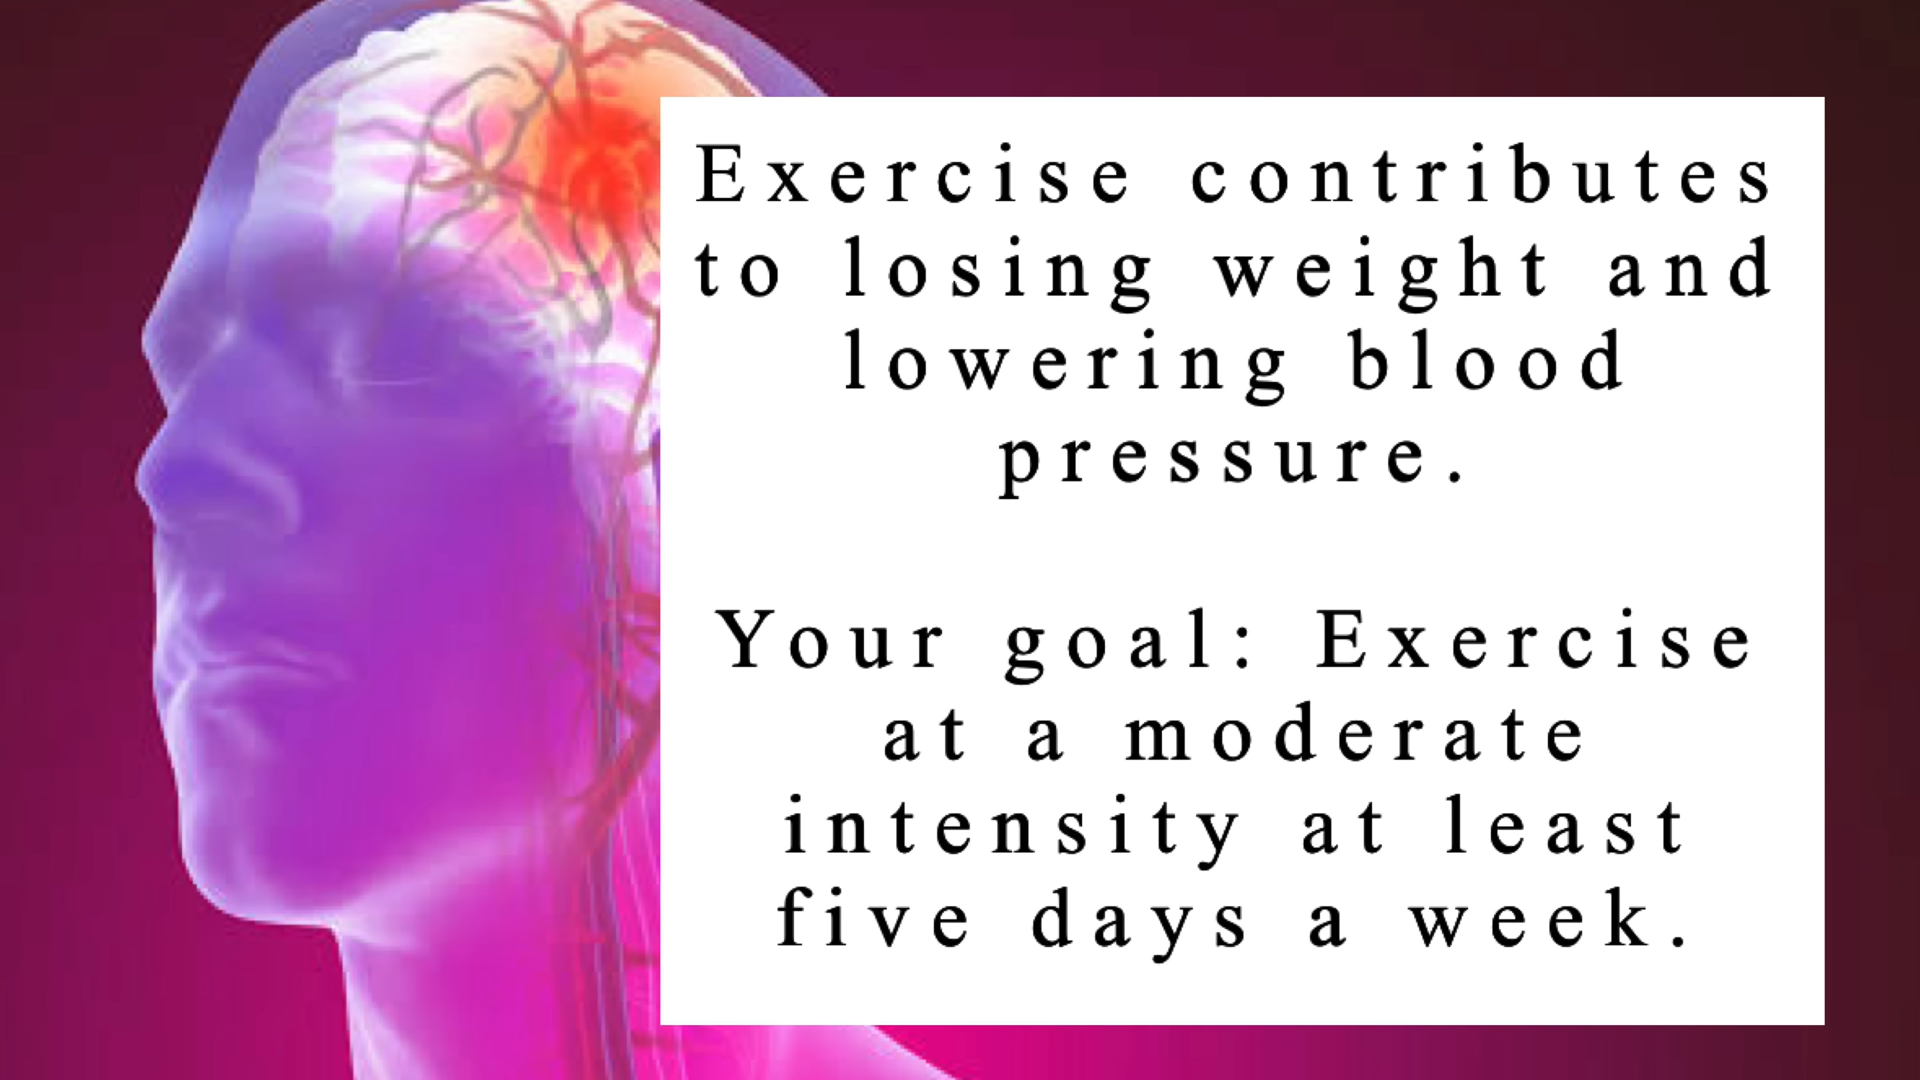 Exercise contributes
to losing weight and
lowering blood
pressure.
Your goal: Exercise
at a moderate
intensity at least
five days a week.